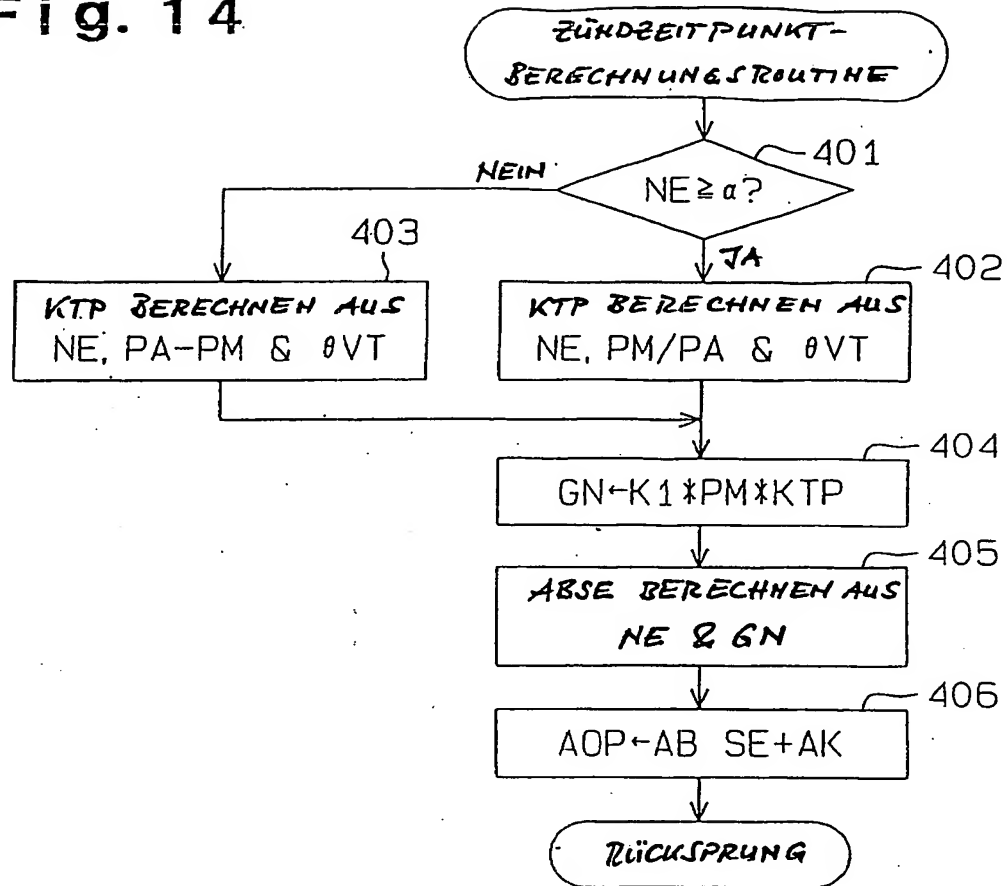 Fig. 14
ZÜNDZEITPUNKT-
BERECHNUNGSROUTINE
401
NEIN
NE≧α?
403
JA
402
KTP BERECHNEN AUS
NE, PA-PM & θVT
KTP BERECHNEN AUS
NE, PM/PA & θVT
404
GN←K1*PM*KTP
405
ABSE BERECHNEN AUS
NE & GN
406
AOP←AB SE+AK
RÜCKSPRUNG